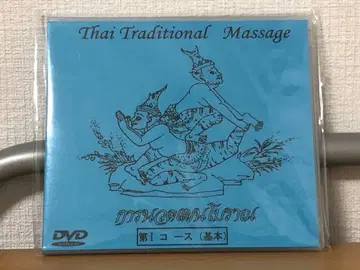 Thai Traditional Massage
การนวดแผนโบราณ
DVD
第1コース（基本）